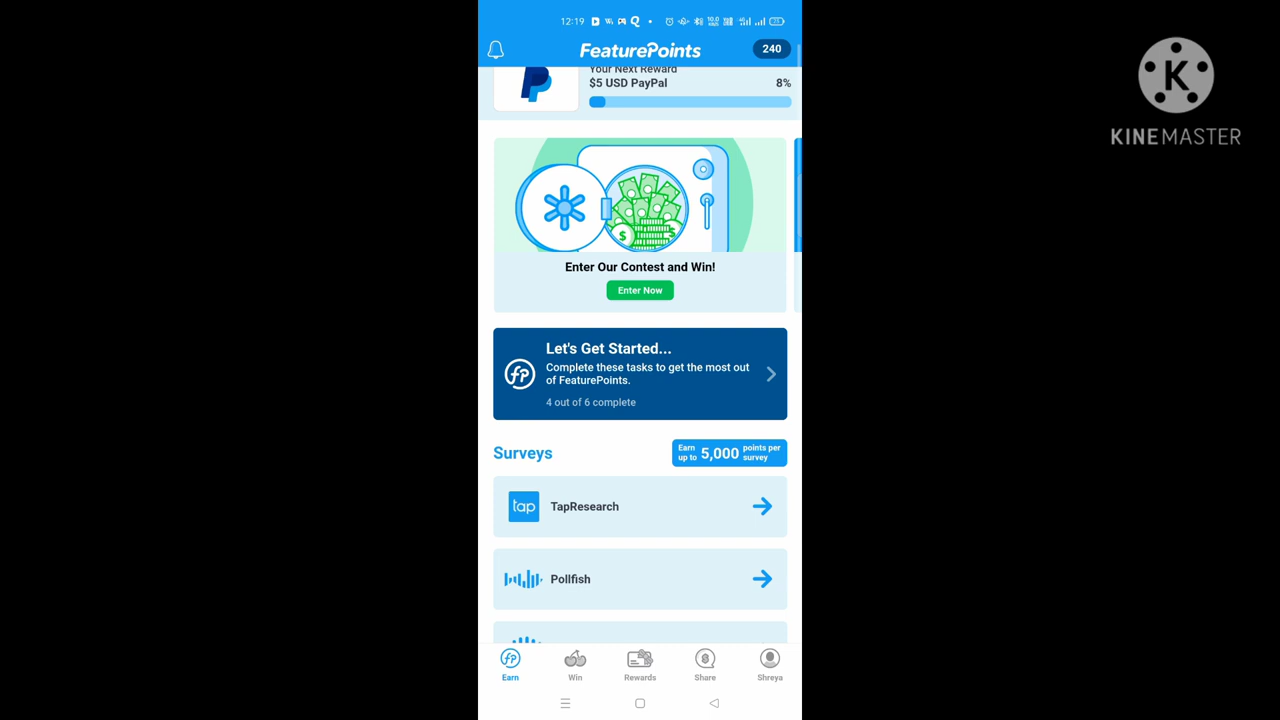 12:19
FeaturePoints
240
Your Next Reward
$5 USD PayPal
8%
KINEMASTER
Enter Our Contest and Win!
Enter Now
Let's Get Started...
Complete these tasks to get the most out
of FeaturePoints.
4 out of 6 complete
Surveys
Earn up to 5,000 points per survey
tap TapResearch
Pollfish
Earn
Win
Rewards
Share
Shreya